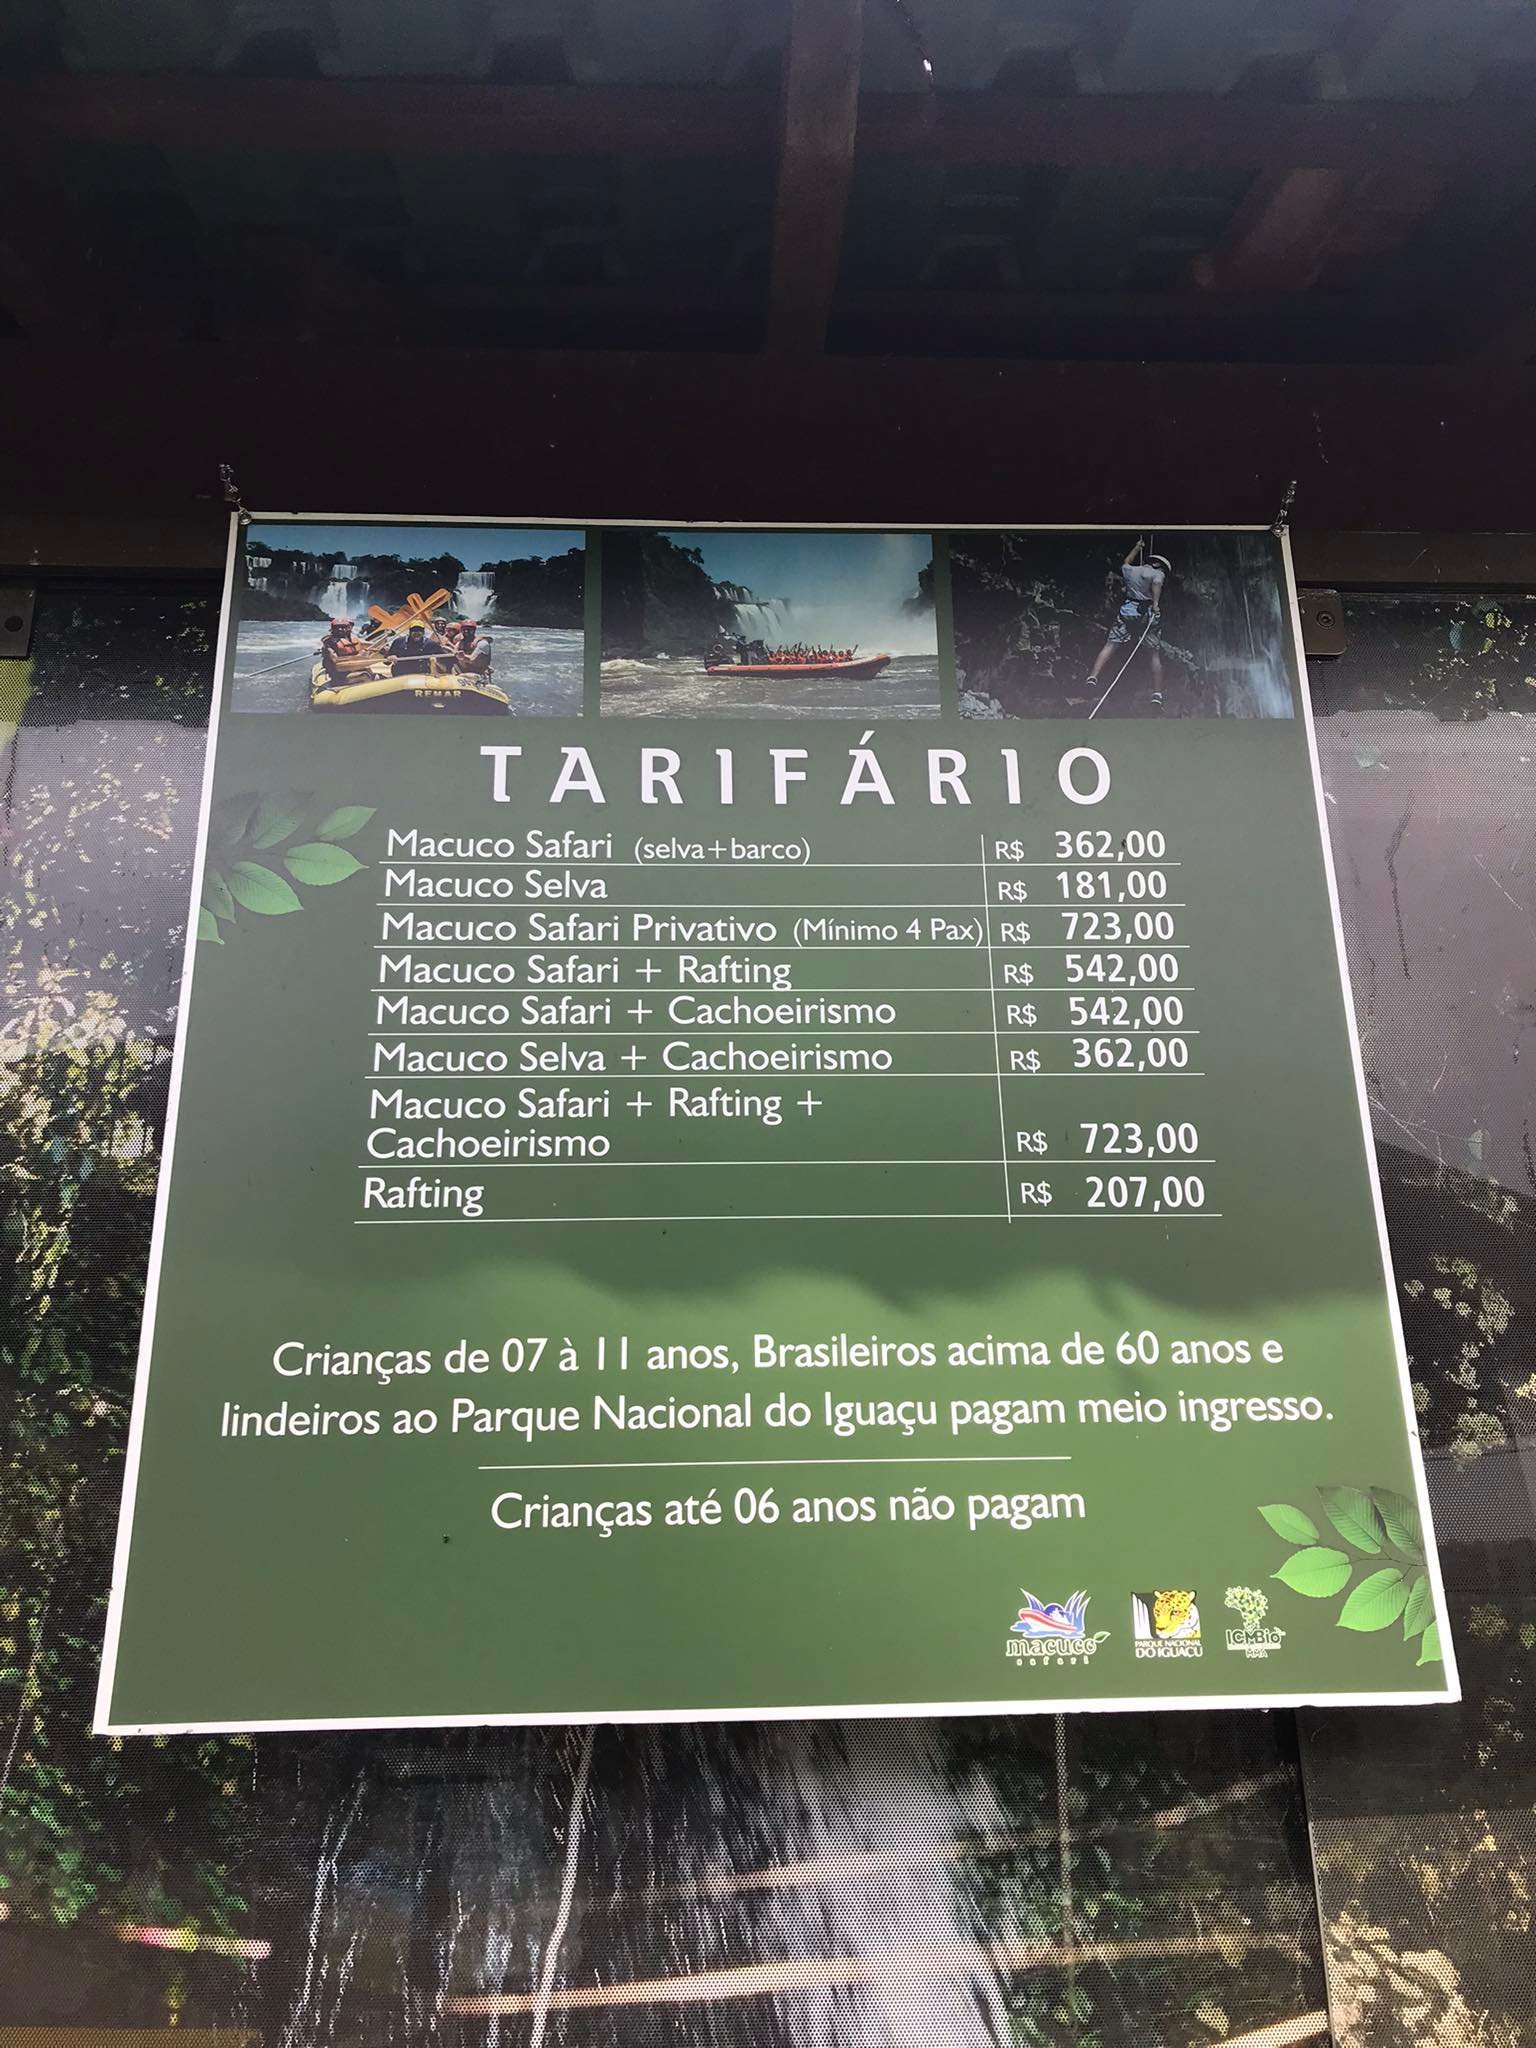 REMAR
TARIFÁRIO
Macuco Safari (selva+barco) R$ 362,00
Macuco Selva R$ 181,00
Macuco Safari Privativo (Mínimo 4 Pax) R$ 723,00
Macuco Safari + Rafting R$ 542,00
Macuco Safari + Cachoeirismo R$ 542,00
Macuco Selva + Cachoeirismo R$ 362,00
Macuco Safari + Rafting +
Cachoeirismo R$ 723,00
Rafting R$ 207,00
Crianças de 07 à 11 anos, Brasileiros acima de 60 anos e
lindeiros ao Parque Nacional do Iguaçu pagam meio ingresso.
Crianças até 06 anos não pagam
macuco
safari
PARQUE NACIONAL
DO IGUAÇU
ICMBio
MMA